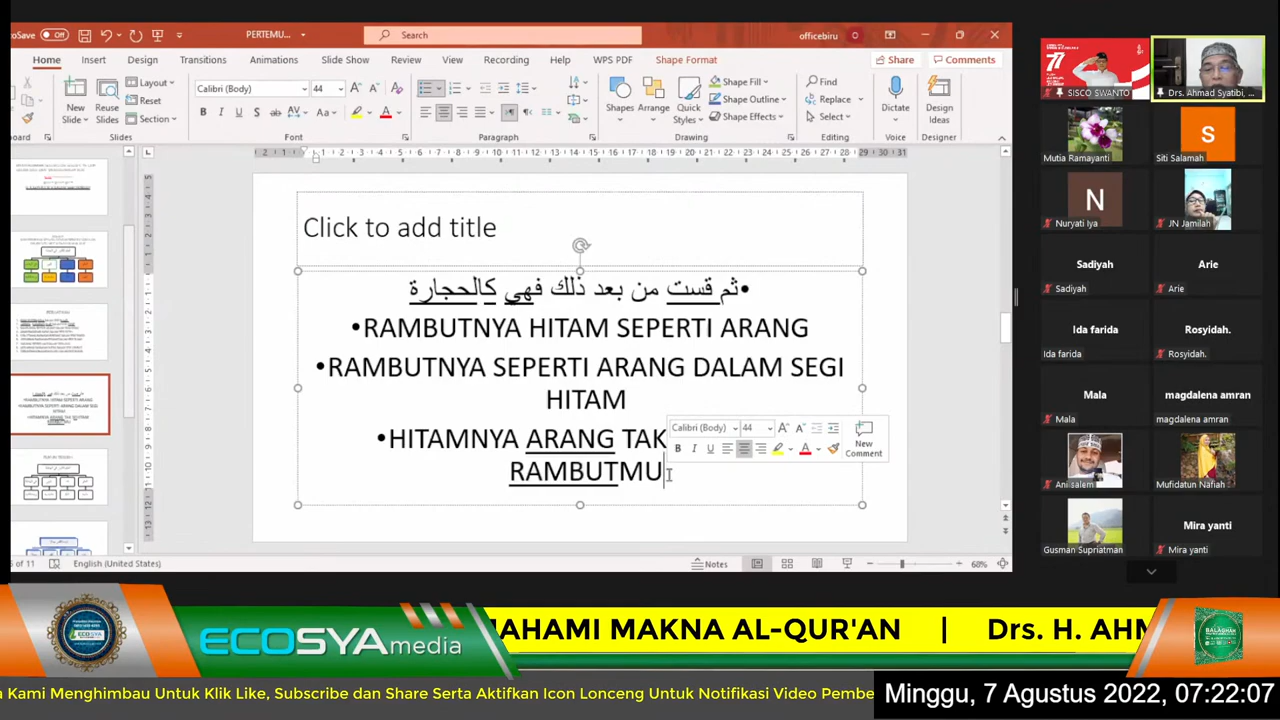 coSave Off PERTEMU... Search officebiru O
Home Insert Design Transitions Animations Slide Review View Recording Help WPS PDF Shape Format Share Comments
New Slide Reuse Slides Layout Reset Section Calibri (Body) 44 Shapes Arrange Quick Styles Shape Fill Shape Outline Shape Effects Find Replace Select Dictate Design Ideas
Slides Font Paragraph Drawing Editing Voice Designer
Click to add title
•ثم قست من بعد ذلك فهي كالحجارة
•RAMBUTNYA HITAM SEPERTI ARANG
•RAMBUTNYA SEPERTI ARANG DALAM SEGI
HITAM
•HITAMNYA ARANG TAK
RAMBUTMU
Calibri (Body) 44
B I U
New Comment
of 11 English (United States) Notes 68%
SISCO SWANTO
Drs. Ahmad Syatibi, ...
Mutia Ramayanti
S
Siti Salamah
N
Nuryati Iya
JN Jamilah
Sadiyah
Sadiyah
Arie
Arie
Ida farida
Ida farida
Rosyidah.
Rosyidah.
Mala
Mala
magdalena amran
magdalena amran
Ani salem
Mufidatun Nafiah
Gusman Supriatman
Mira yanti
Mira yanti
ECOSYA media
AHAMI MAKNA AL-QUR'AN | Drs. H. AHM
a Kami Menghimbau Untuk Klik Like, Subscribe dan Share Serta Aktifkan Icon Lonceng Untuk Notifikasi Video Pembe
Minggu, 7 Agustus 2022, 07:22:07